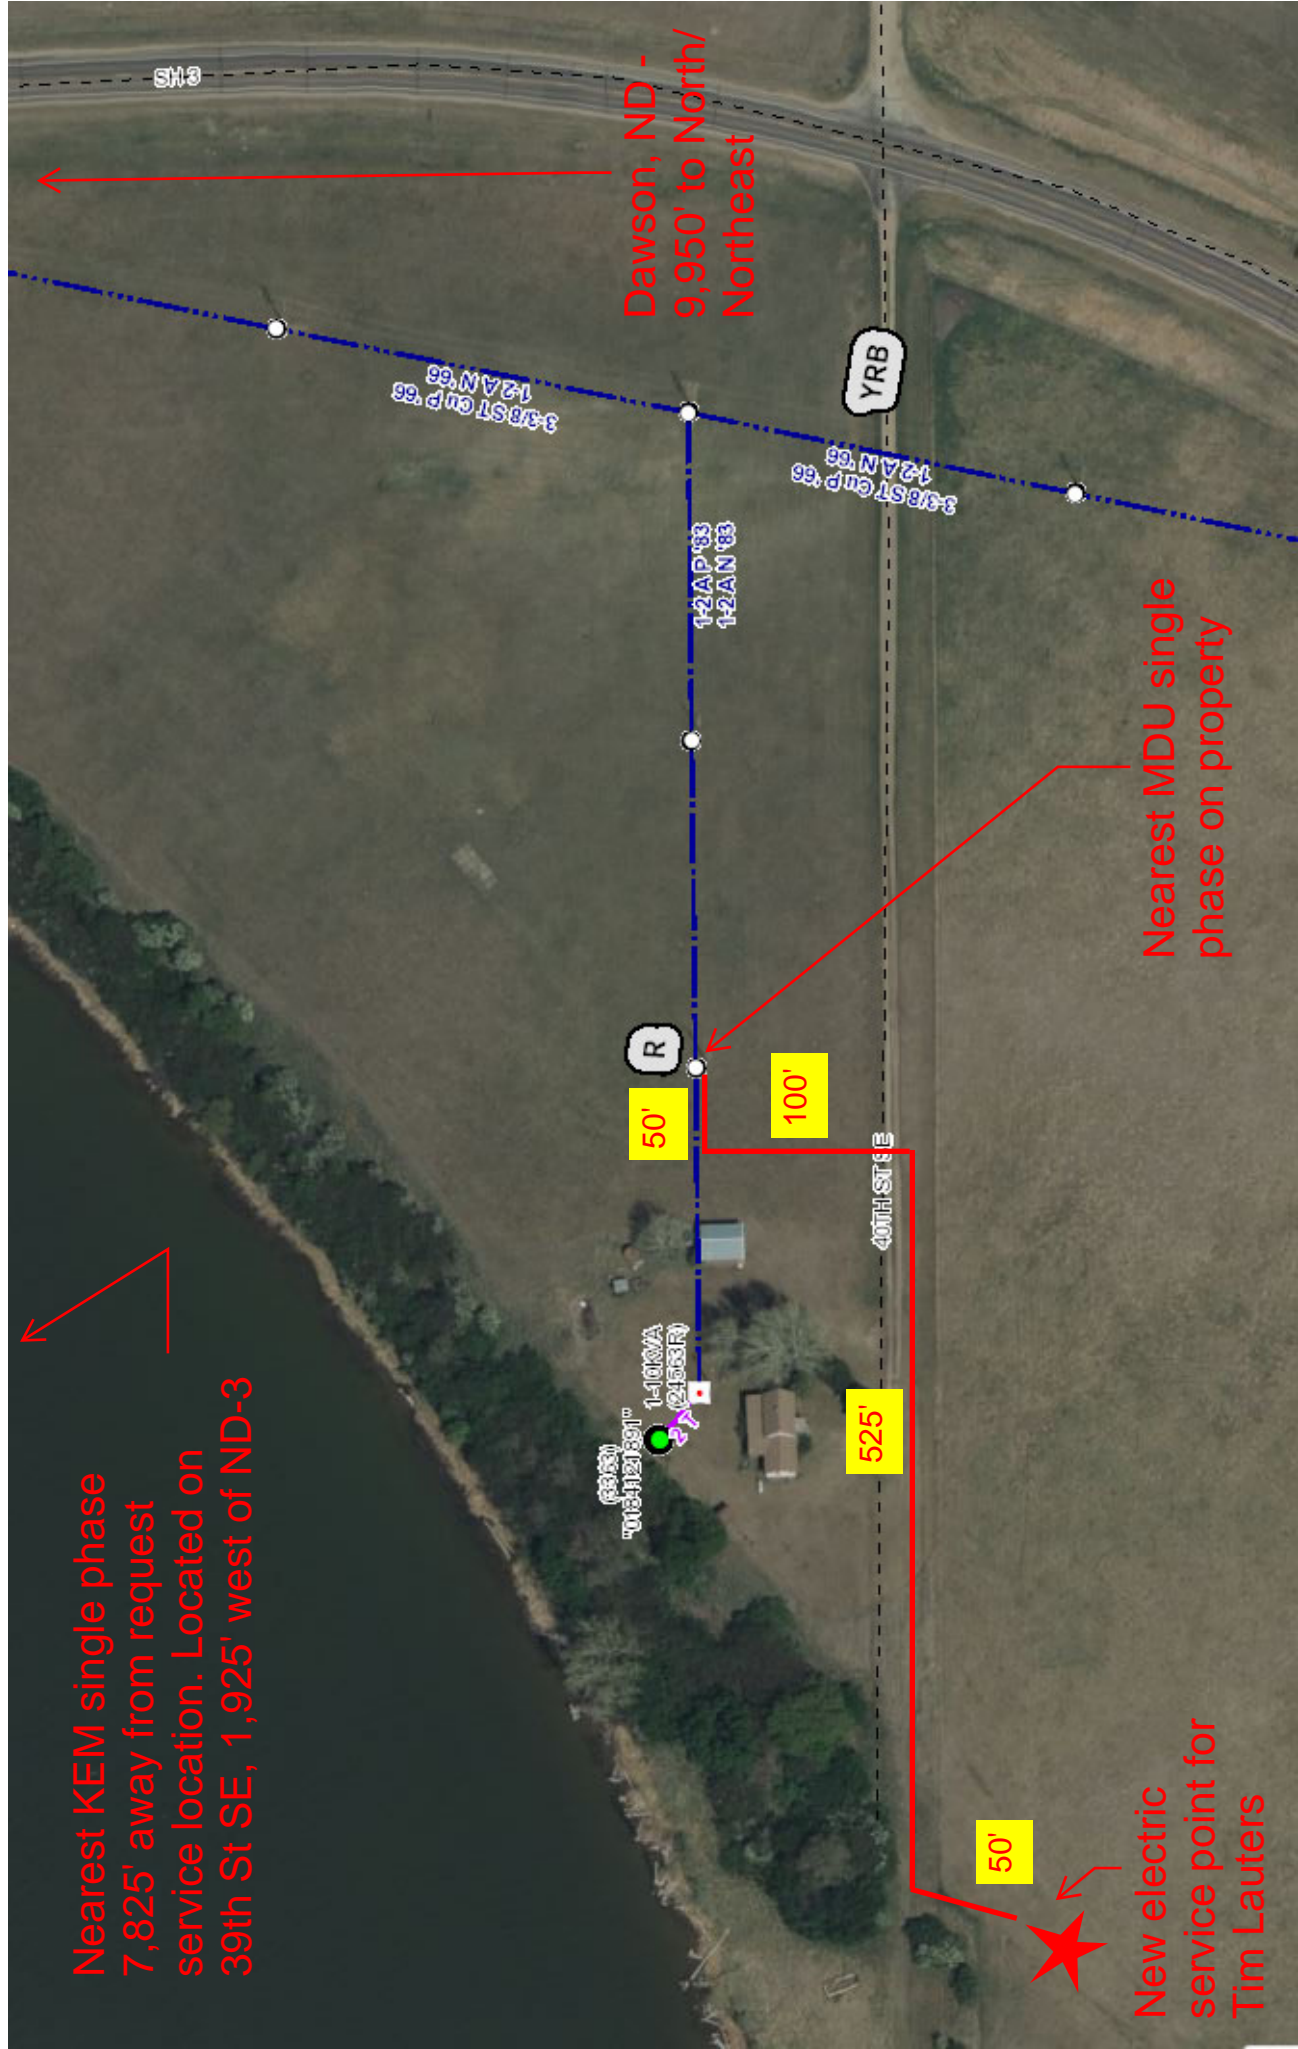 Nearest KEM single phase
7,825' away from request
service location. Located on
39th St SE, 1,925' west of ND-3
Dawson, ND -
9,950' to North/
Northeast
SH 3
3-3/8 ST Cu P '66
1-2 A N '66
1-2 A P '83
1-2 A N '83
3-3/8 ST Cu P '66
1-2 A N '66
YRB
R
50'
100'
40TH ST SE
525'
50'
1-10KVA
(24563R)
2 T
(3363)
Nearest MDU single
phase on property
New electric
service point for
Tim Lauters